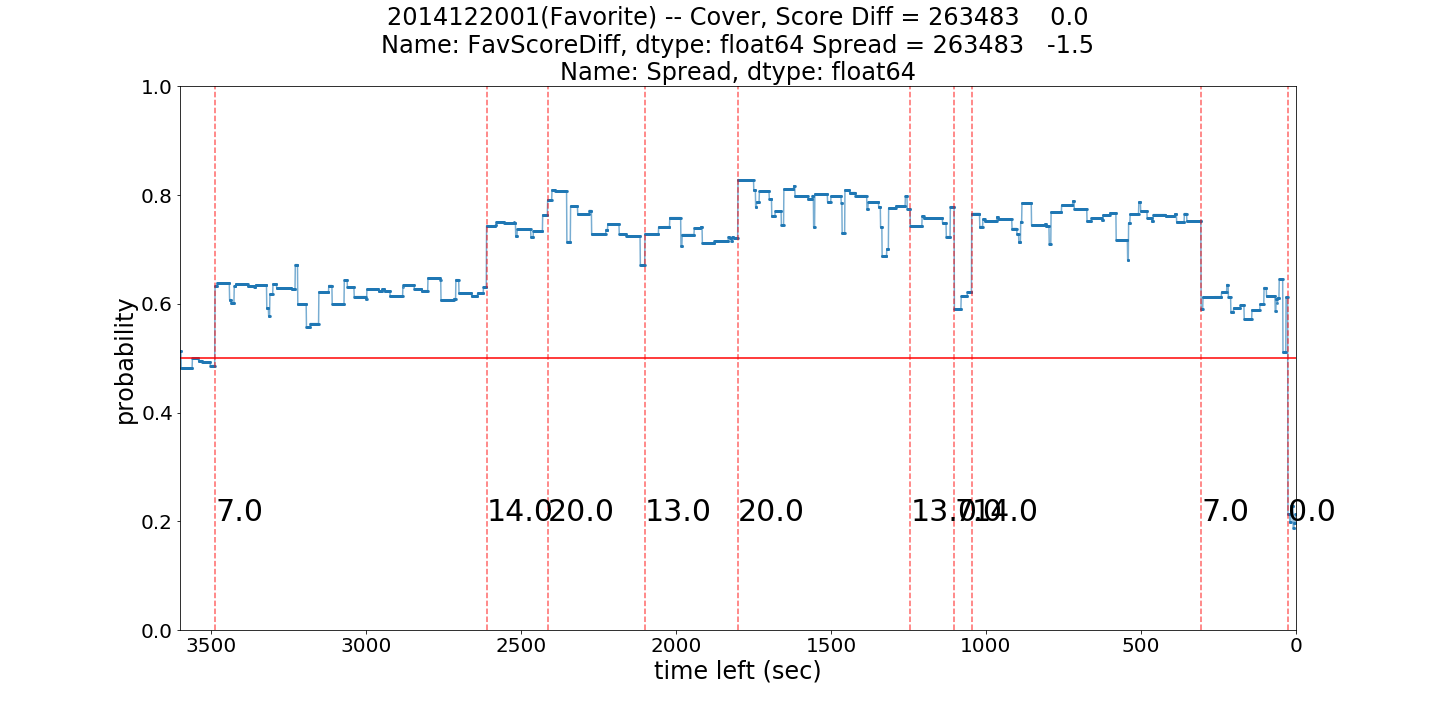 2014122001(Favorite) -- Cover, Score Diff = 263483    0.0
Name: FavScoreDiff, dtype: float64 Spread = 263483   -1.5
Name: Spread, dtype: float64
probability
1.0
0.8
0.6
0.4
0.2
0.0
7.0 14.0 20.0 13.0 20.0 13.0 7.0 14.0 7.0 0.0
3500 3000 2500 2000 1500 1000 500 0
time left (sec)